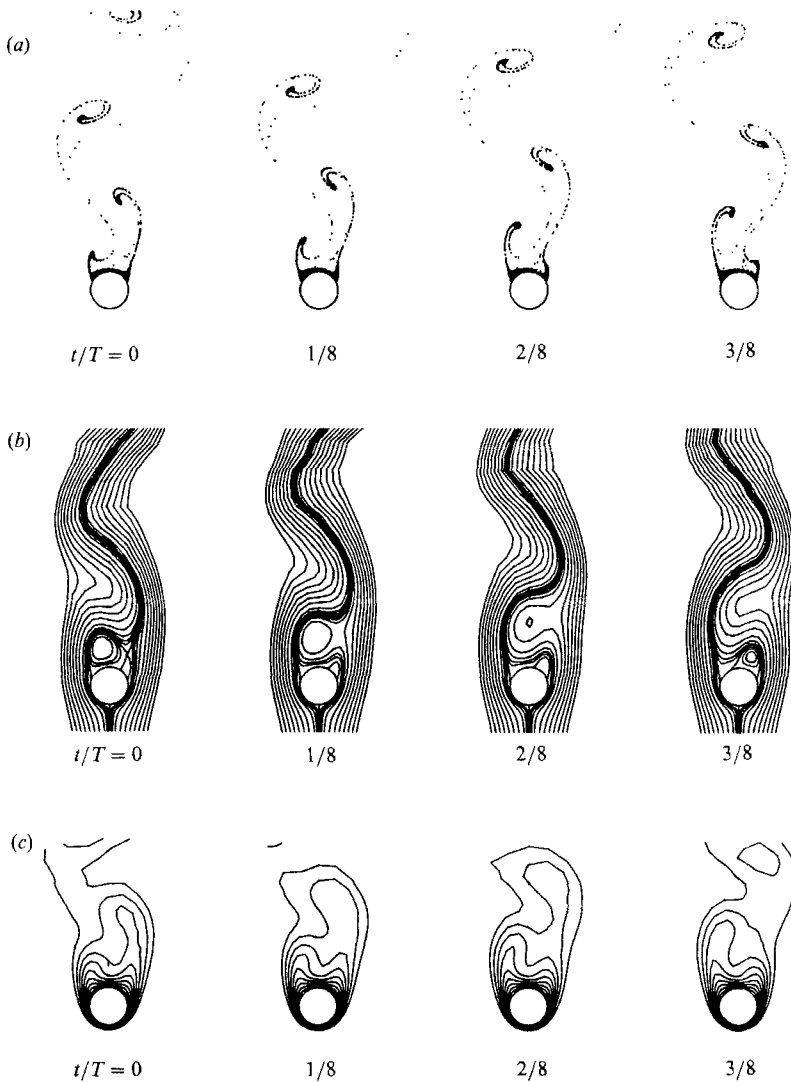 (a)
t/T = 0 1/8 2/8 3/8
(b)
t/T = 0 1/8 2/8 3/8
(c)
t/T = 0 1/8 2/8 3/8